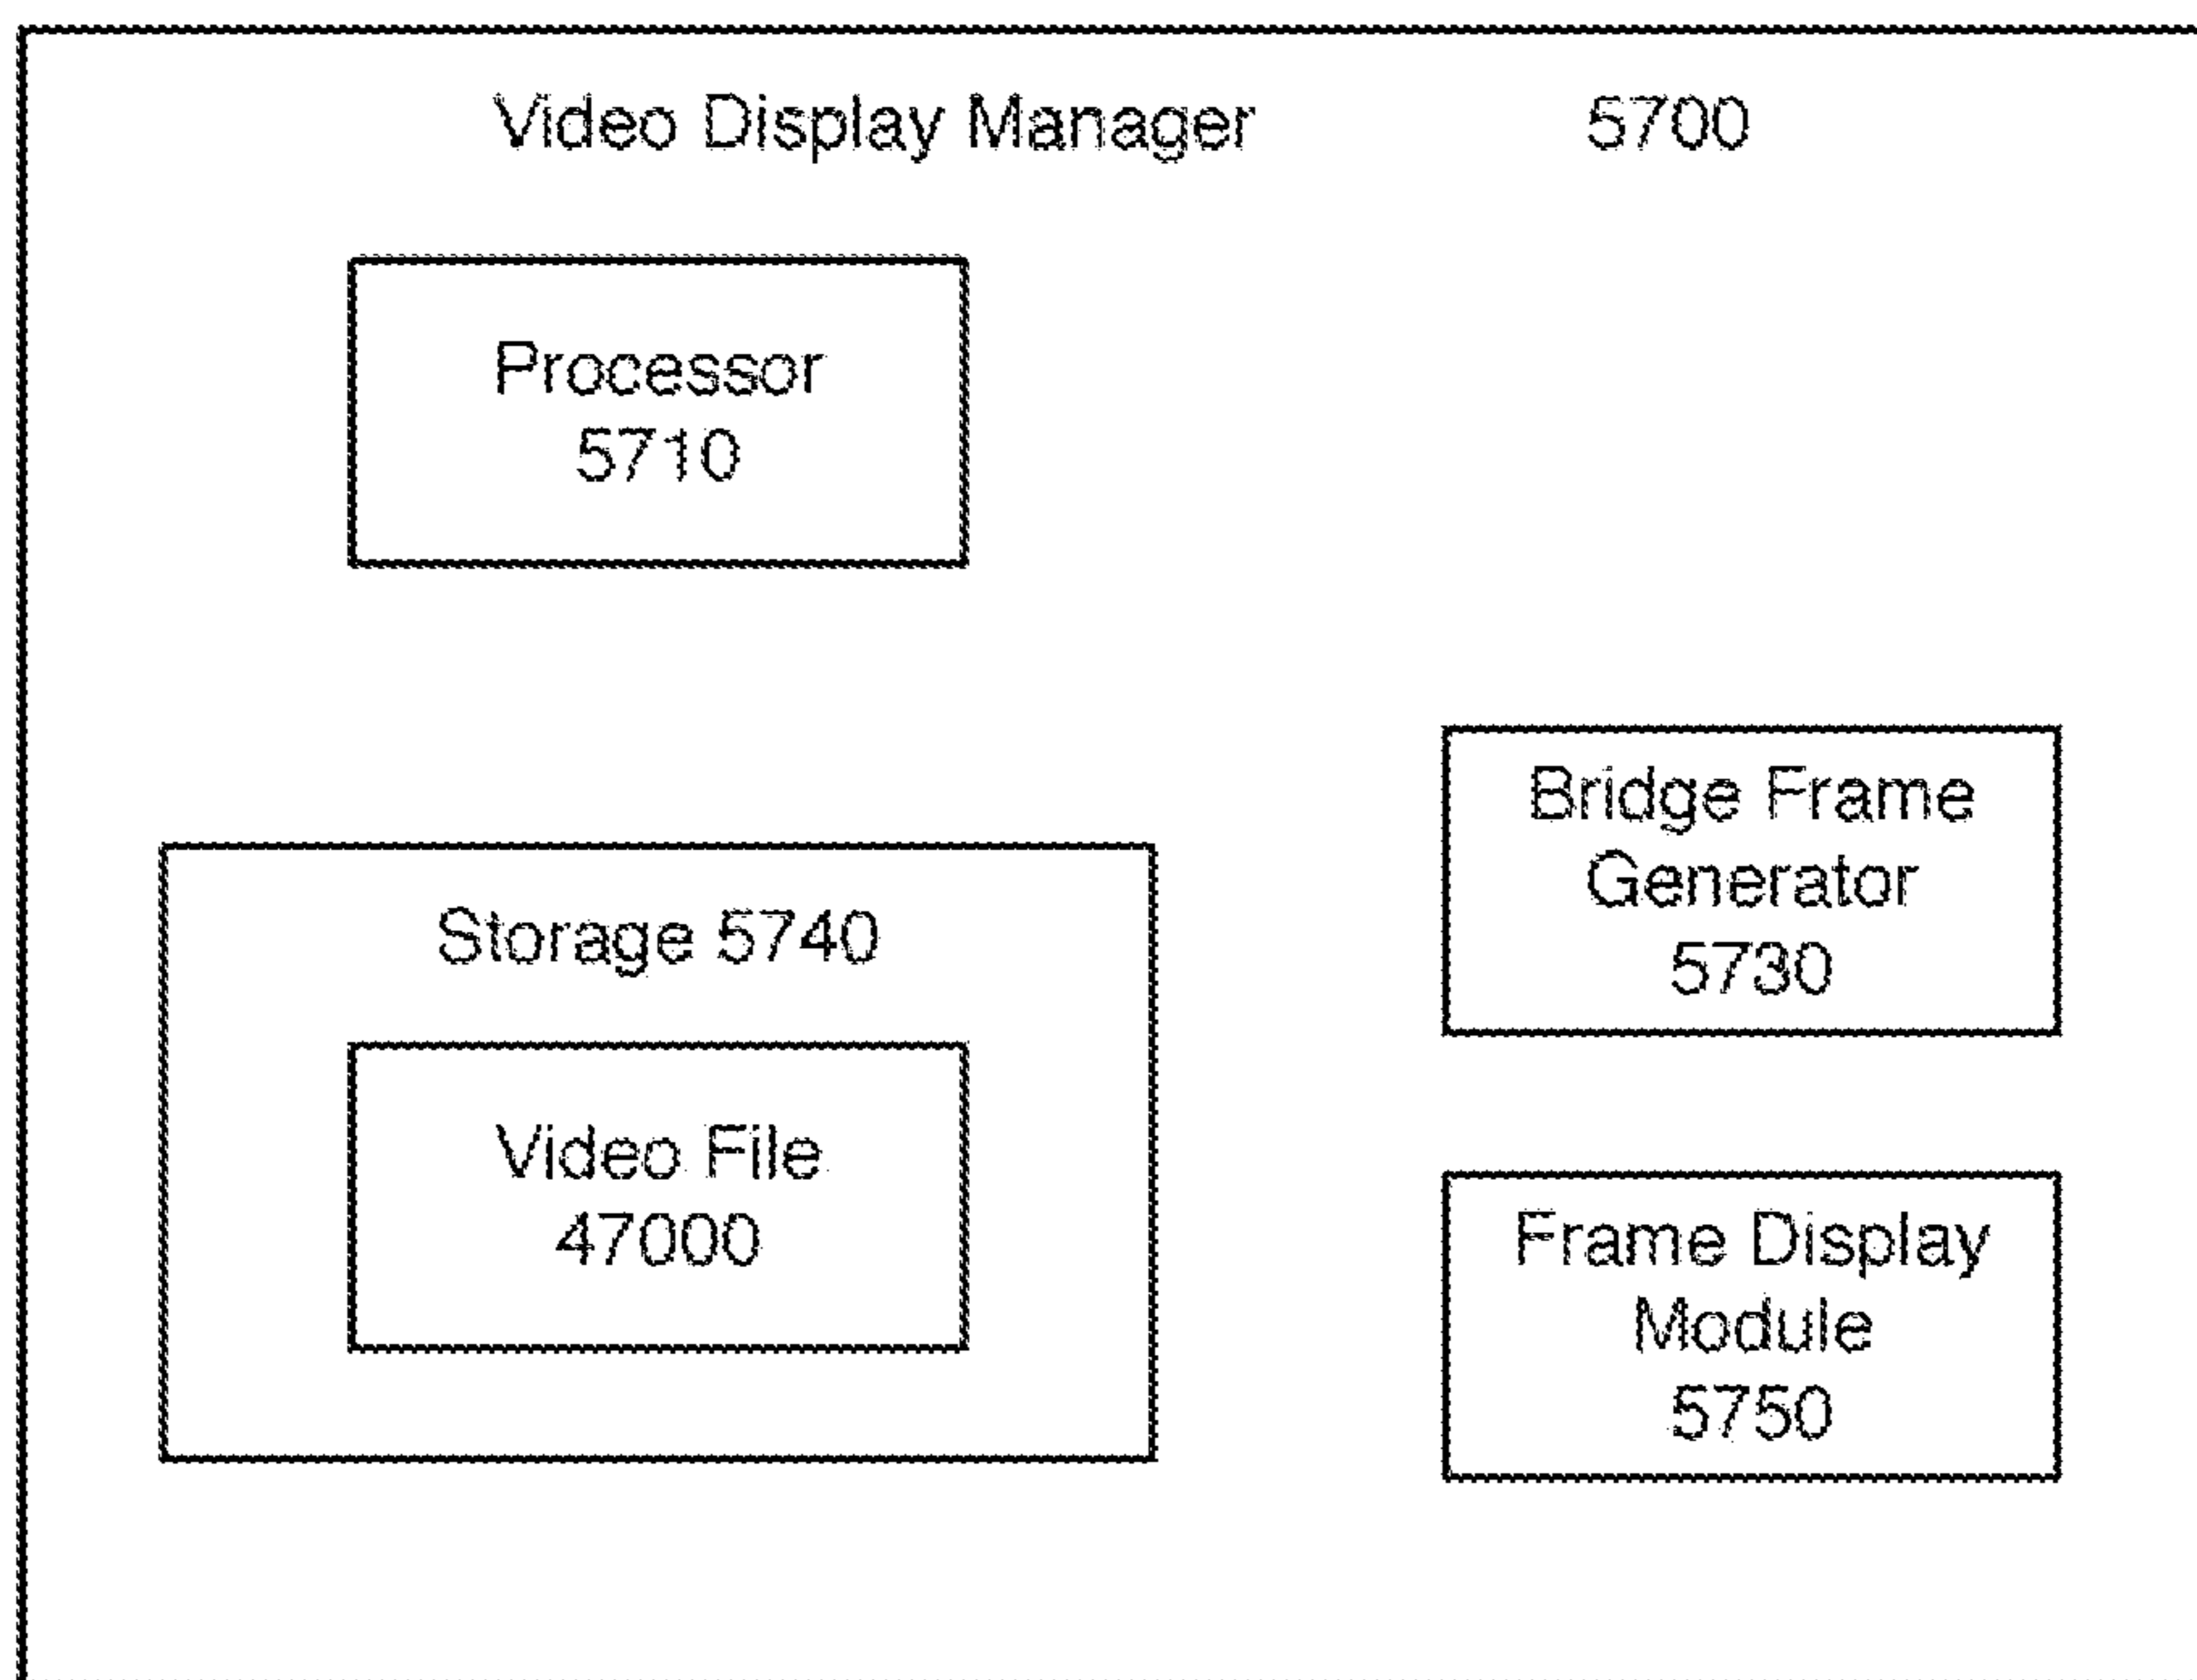 Video Display Manager 5700
Processor
5710
Storage 5740
Video File
47000
Bridge Frame
Generator
5730
Frame Display
Module
5750